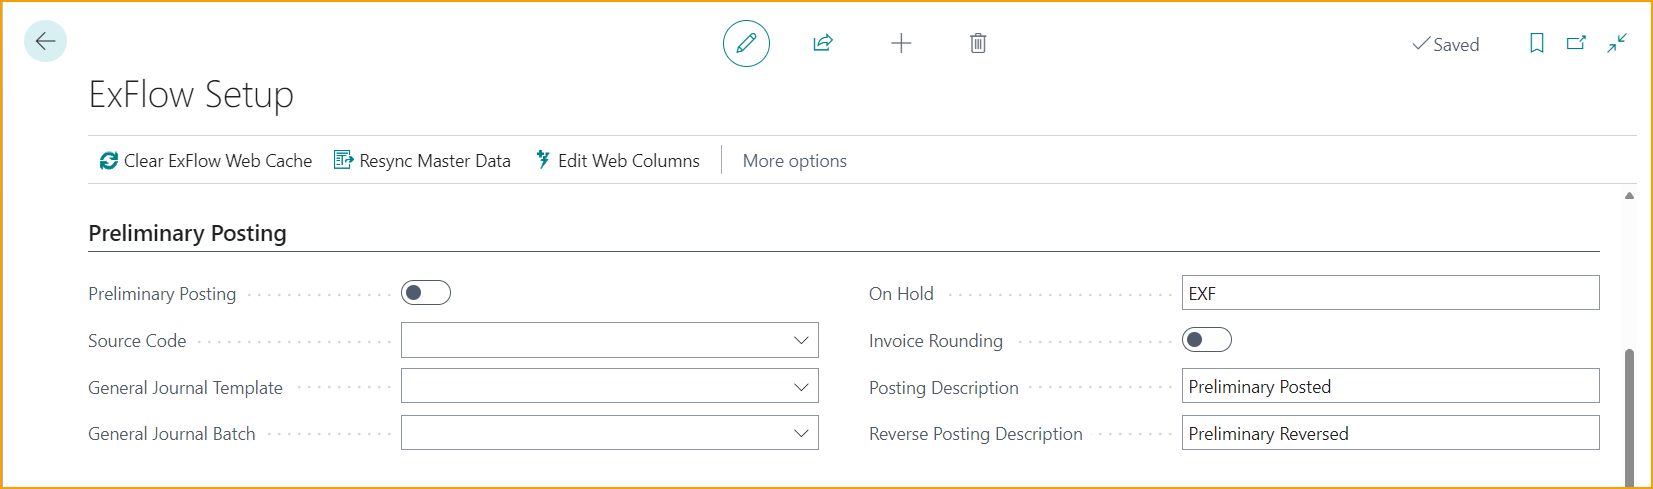 Saved
ExFlow Setup
Clear ExFlow Web Cache Resync Master Data Edit Web Columns More options
Preliminary Posting
Preliminary Posting
On Hold EXF
Source Code
Invoice Rounding
General Journal Template
Posting Description Preliminary Posted
General Journal Batch
Reverse Posting Description Preliminary Reversed